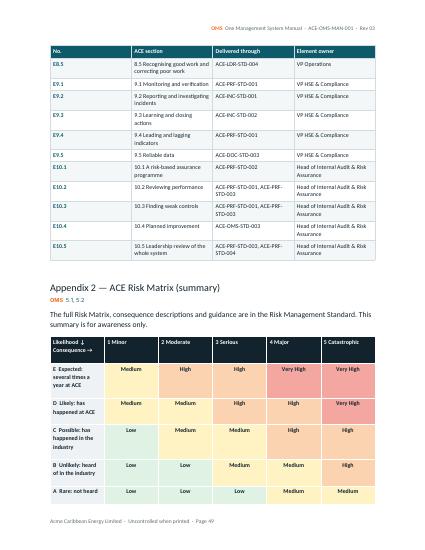 OMS One Management System Manual · ACE-OMS-MAN-001 · Rev 03
No. ACE section Delivered through Element owner
E8.5 8.5 Recognising good work and ACE-LDR-STD-004 VP Operations
correcting poor work
E9.1 9.1 Monitoring and verification ACE-PRF-STD-001 VP HSE & Compliance
E9.2 9.2 Reporting and investigating ACE-INC-STD-001 VP HSE & Compliance
incidents
E9.3 9.3 Learning and closing ACE-INC-STD-002 VP HSE & Compliance
actions
E9.4 9.4 Leading and lagging ACE-PRF-STD-001 VP HSE & Compliance
indicators
E9.5 9.5 Reliable data ACE-DOC-STD-003 VP HSE & Compliance
E10.1 10.1 A risk-based assurance ACE-PRF-STD-002 Head of Internal Audit & Risk
programme Assurance
E10.2 10.2 Reviewing performance ACE-PRF-STD-001, ACE-PRF- Head of Internal Audit & Risk
STD-003 Assurance
E10.3 10.3 Finding weak controls ACE-PRF-STD-001, ACE-PRF- Head of Internal Audit & Risk
STD-003 Assurance
E10.4 10.4 Planned improvement ACE-OMS-STD-003 Head of Internal Audit & Risk
Assurance
E10.5 10.5 Leadership review of the ACE-PRF-STD-003, ACE-PRF- Head of Internal Audit & Risk
whole system STD-004 Assurance
Appendix 2 — ACE Risk Matrix (summary)
OMS 5.1, 5.2
The full Risk Matrix, consequence descriptions and guidance are in the Risk Management Standard. This
summary is for awareness only.
Likelihood ↓ 1 Minor 2 Moderate 3 Serious 4 Major 5 Catastrophic
Consequence →
E Expected: Medium High High Very High Very High
several times a
year at ACE
D Likely: has Medium Medium High High Very High
happened at ACE
C Possible: has Low Medium Medium High High
happened in the
industry
B Unlikely: heard Low Low Medium Medium High
of in the industry
A Rare: not heard Low Low Low Medium Medium
Acme Caribbean Energy Limited · Uncontrolled when printed · Page 49